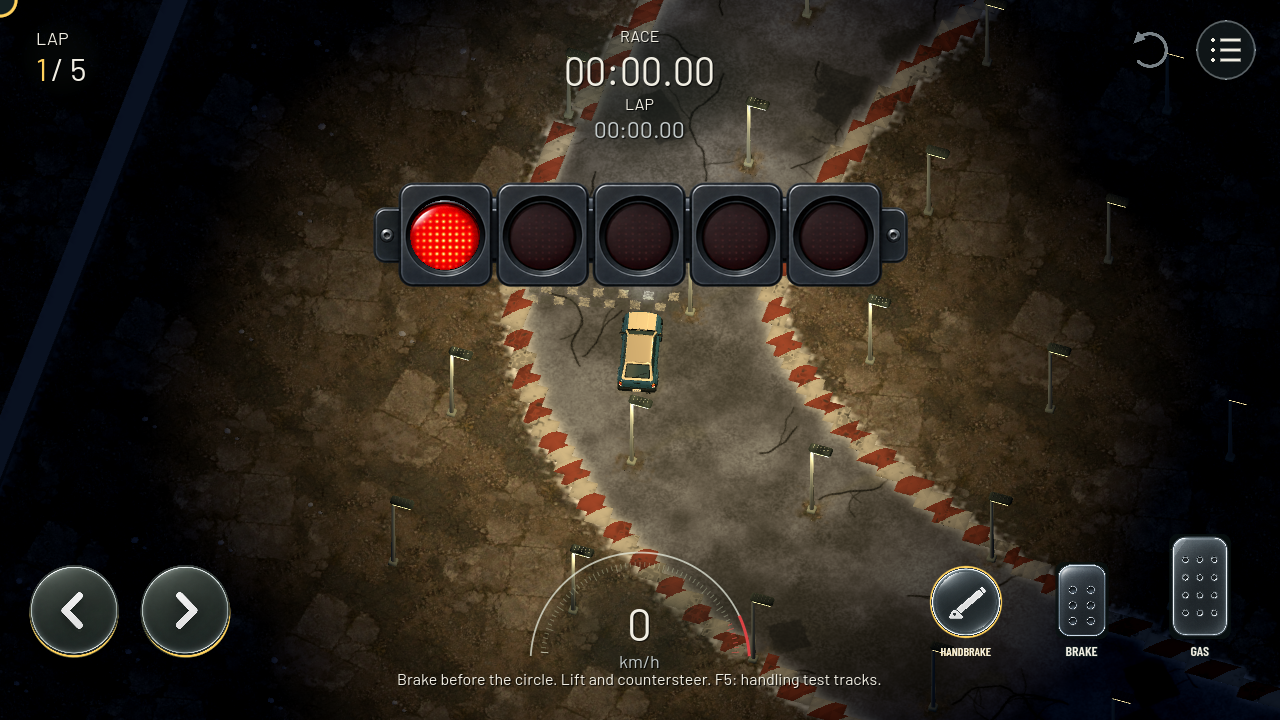 LAP
1/ 5
RACE
00:00.00
LAP
00:00.00
0
km/h
Brake before the circle. Lift and countersteer. F5: handling test tracks.
HANDBRAKE
BRAKE
GAS